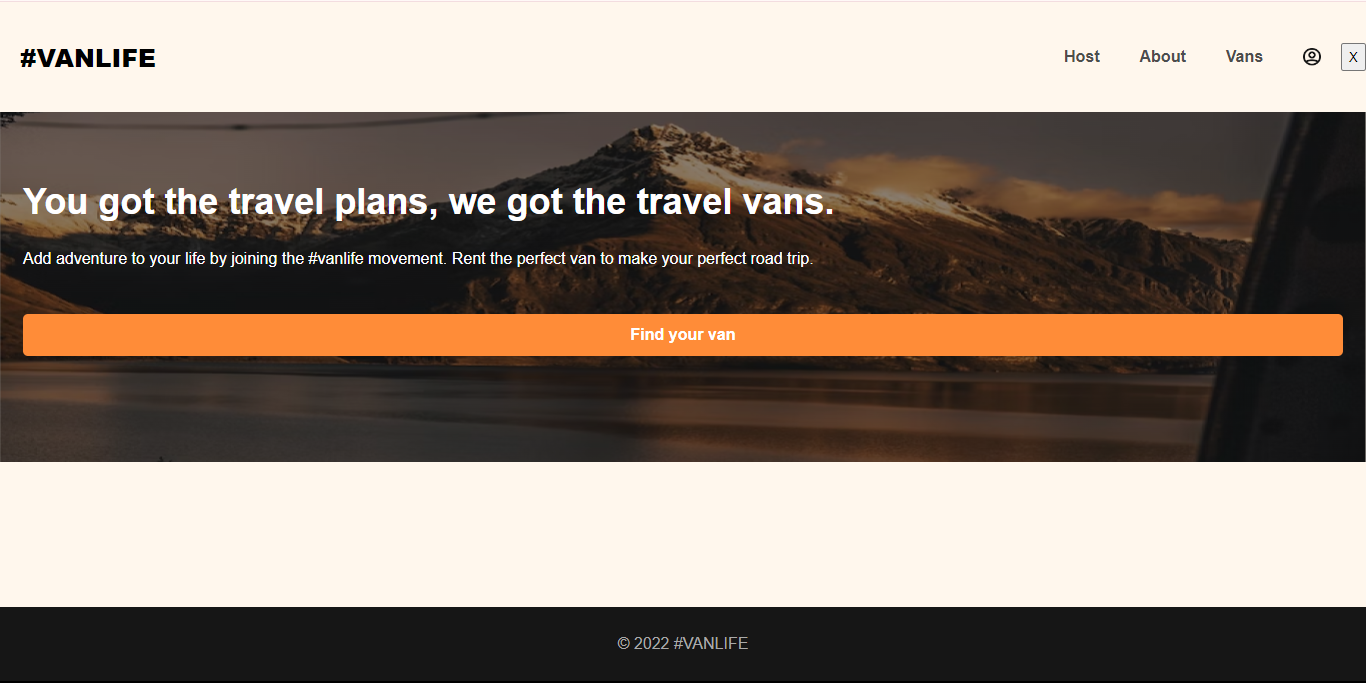 #VANLIFE
Host About Vans X
You got the travel plans, we got the travel vans.
Add adventure to your life by joining the #vanlife movement. Rent the perfect van to make your perfect road trip.
Find your van
© 2022 #VANLIFE